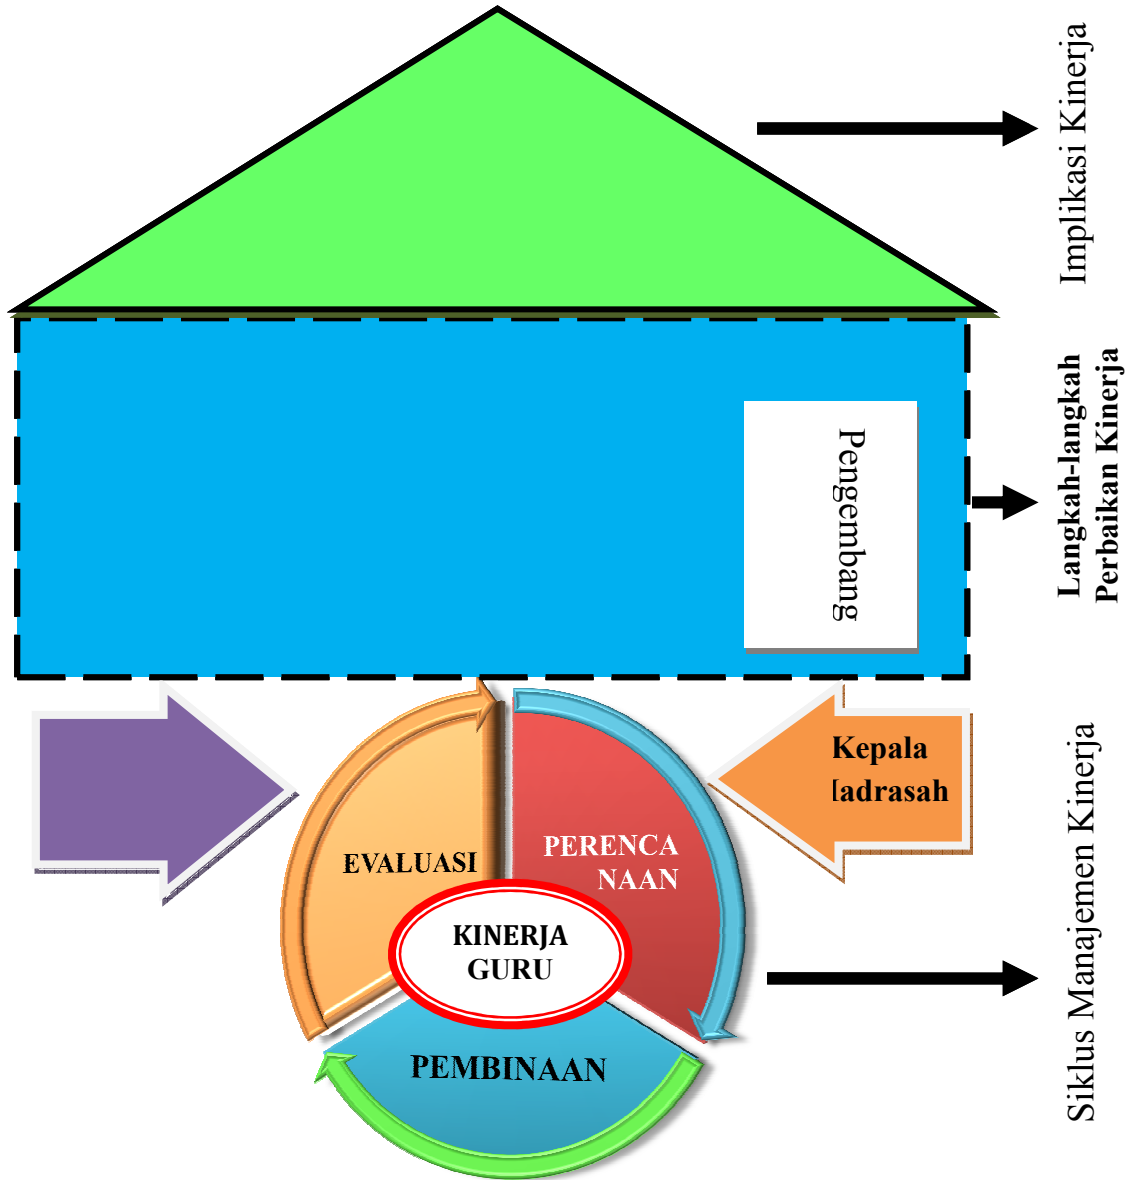 Implikasi Kinerja
Langkah-langkah
Perbaikan Kinerja
Pengembang
Kepala
adrasah
EVALUASI
PERENCA
NAAN
KINERJA
GURU
PEMBINAAN
Siklus Manajemen Kinerja